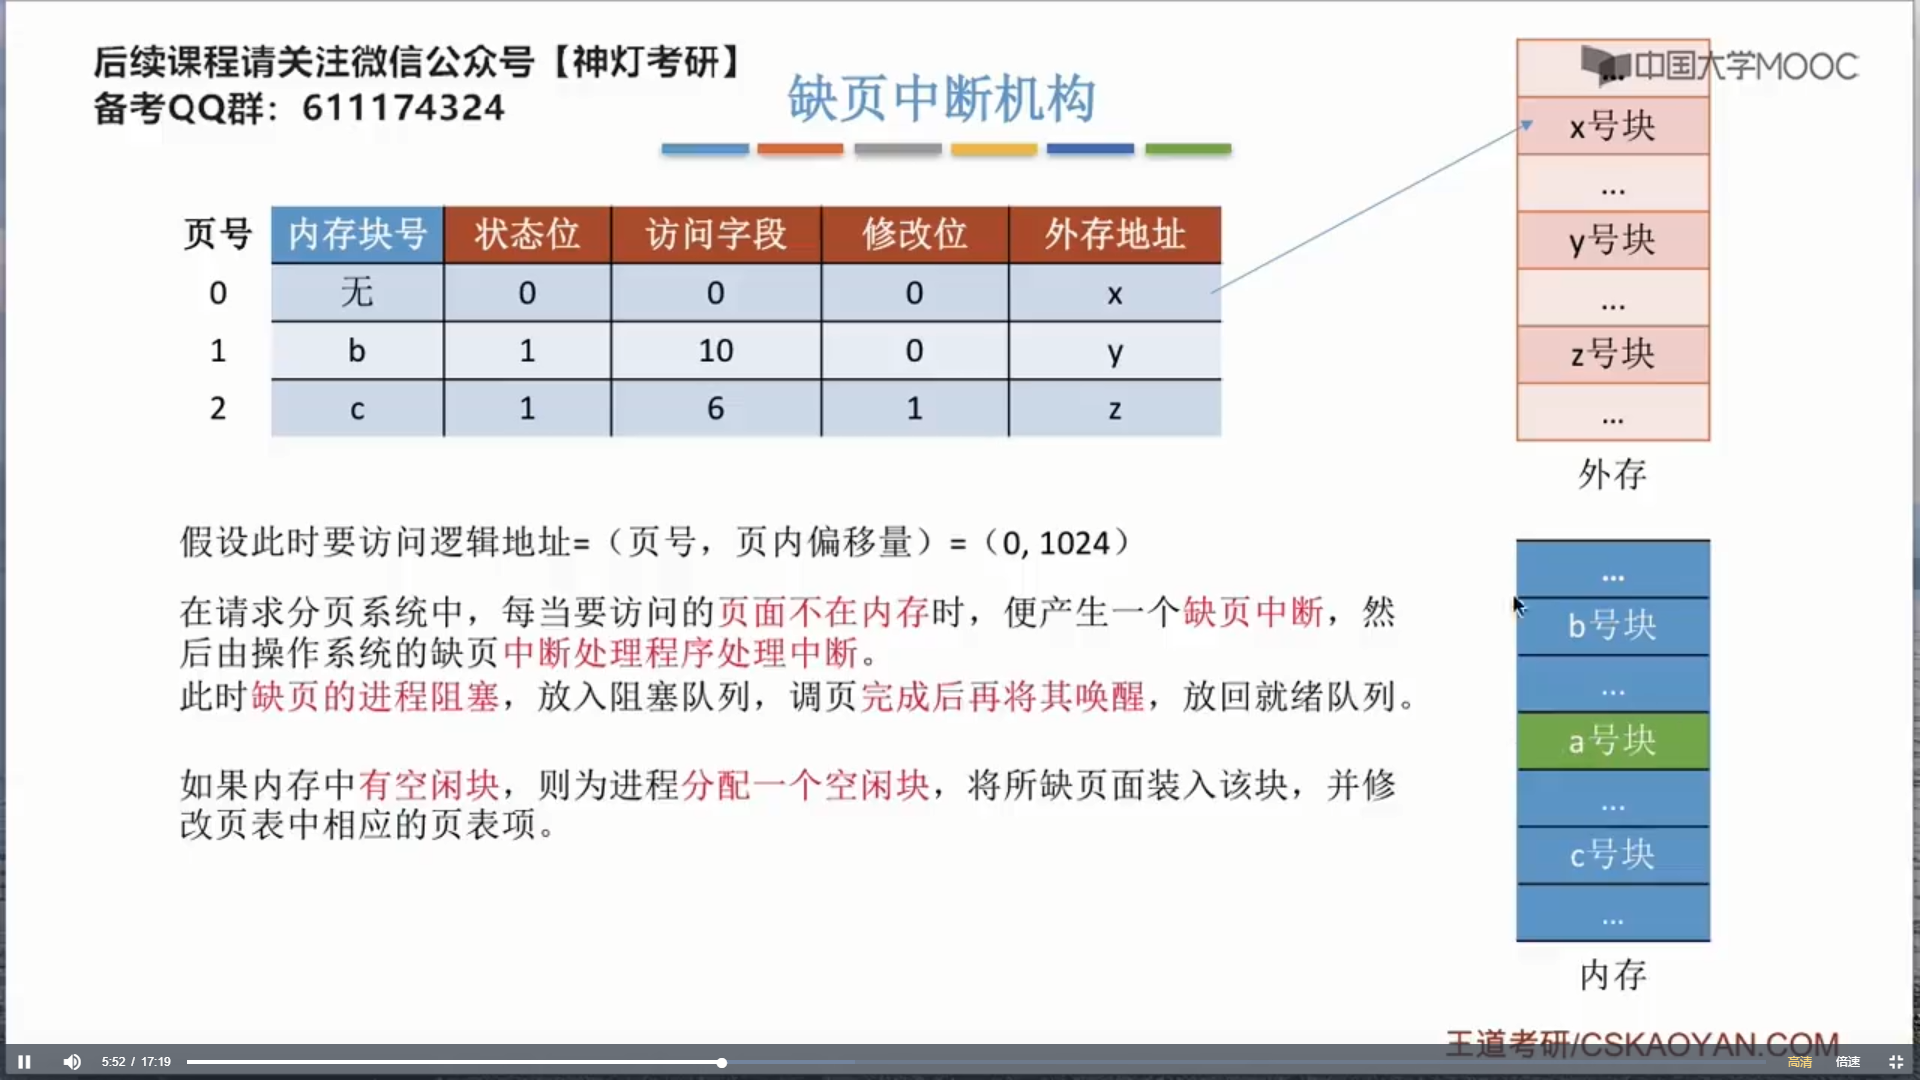 后续课程请关注微信公众号【神灯考研】
备考QQ群：611174324
中国大学MOOC
缺页中断机构
页号 内存块号 状态位 访问字段 修改位 外存地址
0 无 0 0 0 x
1 b 1 10 0 y
2 c 1 6 1 z
...
x号块
...
y号块
...
z号块
...
外存
假设此时要访问逻辑地址=（页号，页内偏移量）=（0, 1024）
在请求分页系统中，每当要访问的页面不在内存时，便产生一个缺页中断，然
后由操作系统的缺页中断处理程序处理中断。
此时缺页的进程阻塞，放入阻塞队列，调页完成后再将其唤醒，放回就绪队列。
如果内存中有空闲块，则为进程分配一个空闲块，将所缺页面装入该块，并修
改页表中相应的页表项。
...
b号块
...
a号块
...
c号块
...
内存
王道考研/CSKAOYAN.COM
5:52 / 17:19
高清 倍速